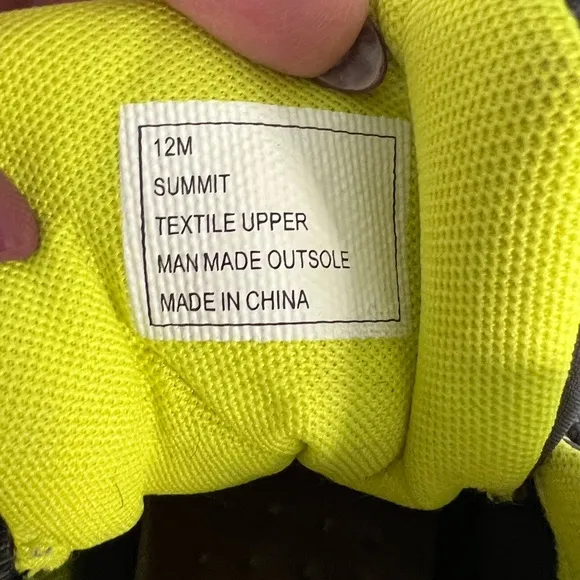 12M
SUMMIT
TEXTILE UPPER
MAN MADE OUTSOLE
MADE IN CHINA